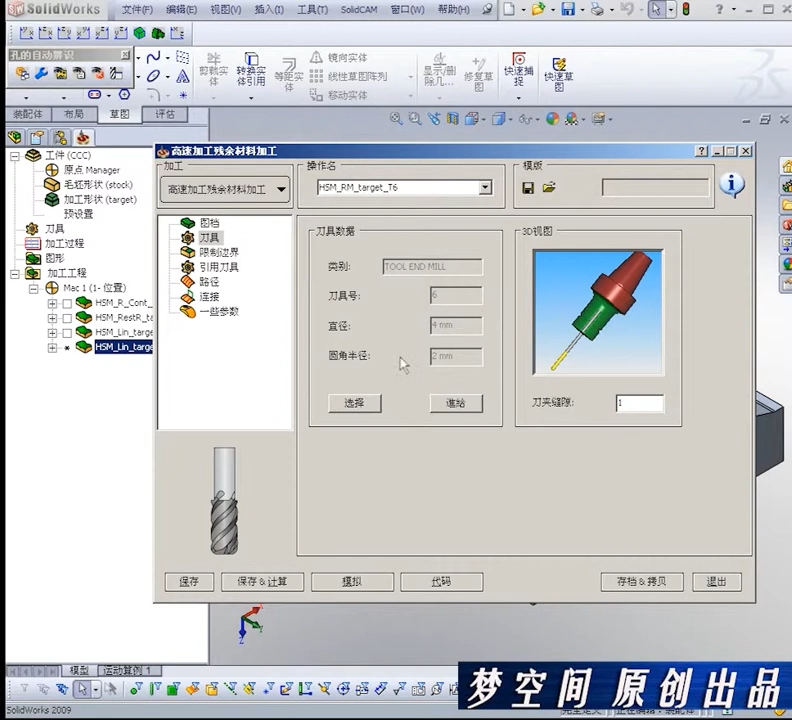 SolidWorks
文件(F) 编辑(E) 视图(V) 插入(I) 工具(T) SolidCAM 窗口(W) 帮助(H)
孔的自动辨识
剪裁实体
转换实体引用
等距实体
镜向实体
线性草图阵列
移动实体
显示/删除几...
修复草图
快速捕捉
快速草图
装配体 布局 草图 评估
工件 (CCC)
原点 Manager
毛坯形状 (stock)
加工形状 (target)
预设置
刀具
加工过程
图形
加工工程
Mac 1 (1- 位置)
HSM_R_Cont_
HSM_RestR_ta
HSM_Lin_targe
HSM_Lin_targe
高速加工残余材料加工
加工
高速加工残余材料加工
操作名
HSM_RM_target_T6
模版
图档
刀具
限制边界
引用刀具
路径
连接
一些参数
刀具数据
类别: TOOL END MILL
刀具号: 6
直径: 4 mm
圆角半径: 2 mm
选择 進給
3D视图
刀夹缝隙: 1
保存 保存 & 计算 模拟 代码 存档 & 拷贝 退出
模型 运动算例 1
SolidWorks 2009
梦空间 原创出品